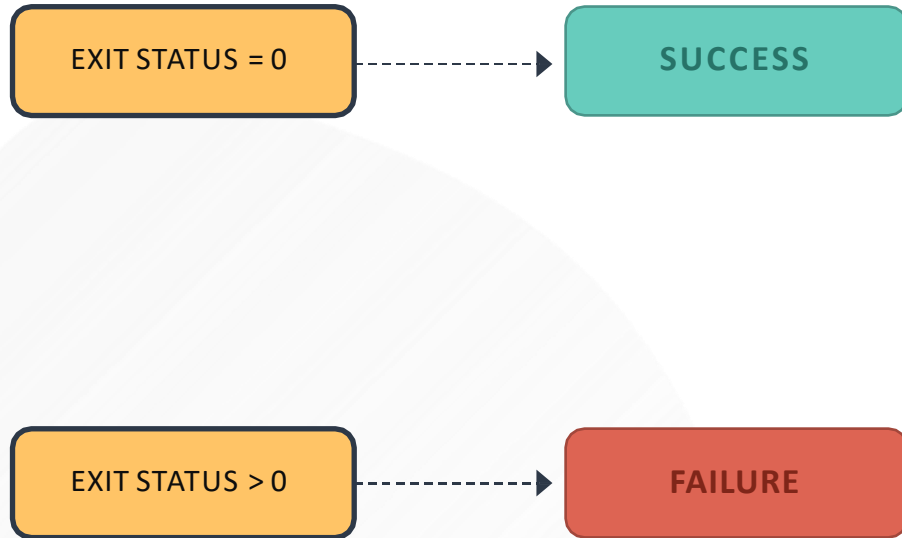 EXIT STATUS = 0
SUCCESS
EXIT STATUS > 0
FAILURE